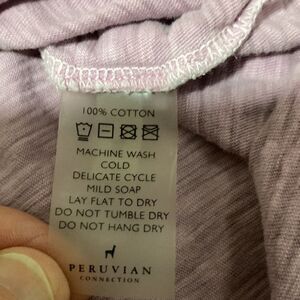 100% COTTON
MACHINE WASH
COLD
DELICATE CYCLE
MILD SOAP
LAY FLAT TO DRY
DO NOT TUMBLE DRY
DO NOT HANG DRY
PERUVIAN
CONNECTION